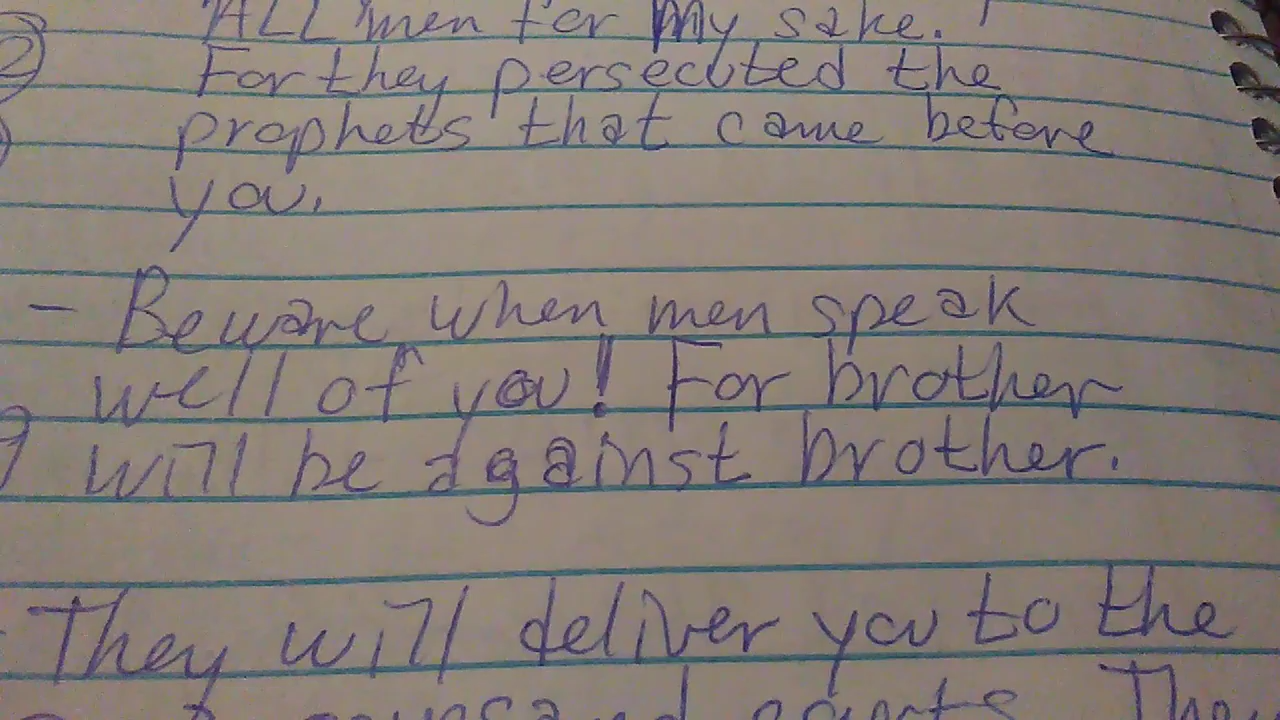 ALL men for My sake.
For they persecuted the
prophets that came before
you.
- Beware when men speak
well of you! For brother
will be against brother.
They will deliver you to the